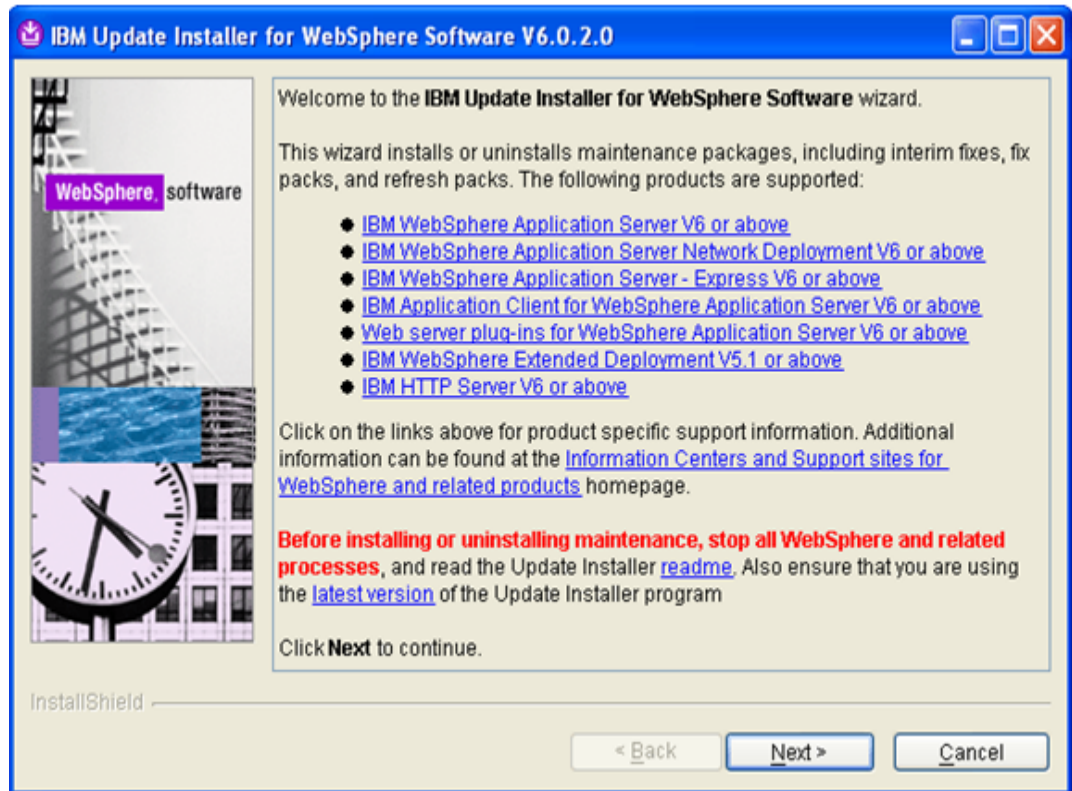 IBM Update Installer for WebSphere Software V6.0.2.0
WebSphere. software
Welcome to the IBM Update Installer for WebSphere Software wizard.
This wizard installs or uninstalls maintenance packages, including interim fixes, fix
packs, and refresh packs. The following products are supported:
● IBM WebSphere Application Server V6 or above
● IBM WebSphere Application Server Network Deployment V6 or above
● IBM WebSphere Application Server - Express V6 or above
● IBM Application Client for WebSphere Application Server V6 or above
● Web server plug-ins for WebSphere Application Server V6 or above
● IBM WebSphere Extended Deployment V5.1 or above
● IBM HTTP Server V6 or above
Click on the links above for product specific support information. Additional
information can be found at the Information Centers and Support sites for
WebSphere and related products homepage.
Before installing or uninstalling maintenance, stop all WebSphere and related
processes, and read the Update Installer readme. Also ensure that you are using
the latest version of the Update Installer program
Click Next to continue.
InstallShield
< Back Next > Cancel